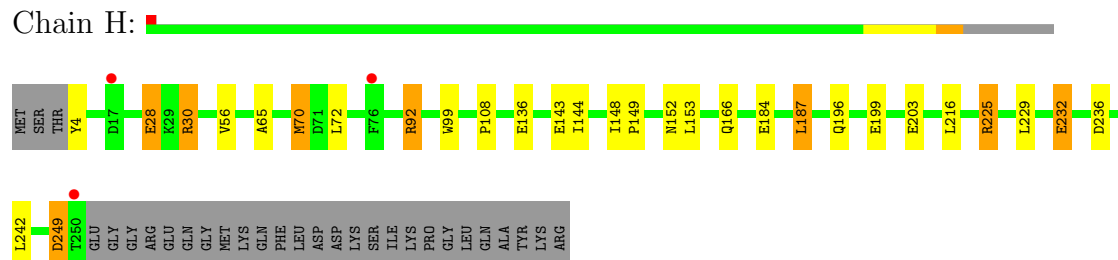 Chain H:
MET SER THR Y4 D17 E28 K29 R30 V56 A65 M70 D71 L72 F76 R92 W99 P108 E136 E143 I144 I148 P149 N152 L153 Q166 E184 L187 Q196 E199 E203 L216 R225 L229 E232 D236
L242 D249 T250 GLU GLY GLY ARG GLU GLN GLY MET LYS GLN PHE LEU ASP ASP LYS SER ILE LYS PRO GLY LEU GLN ALA TYR LYS ARG